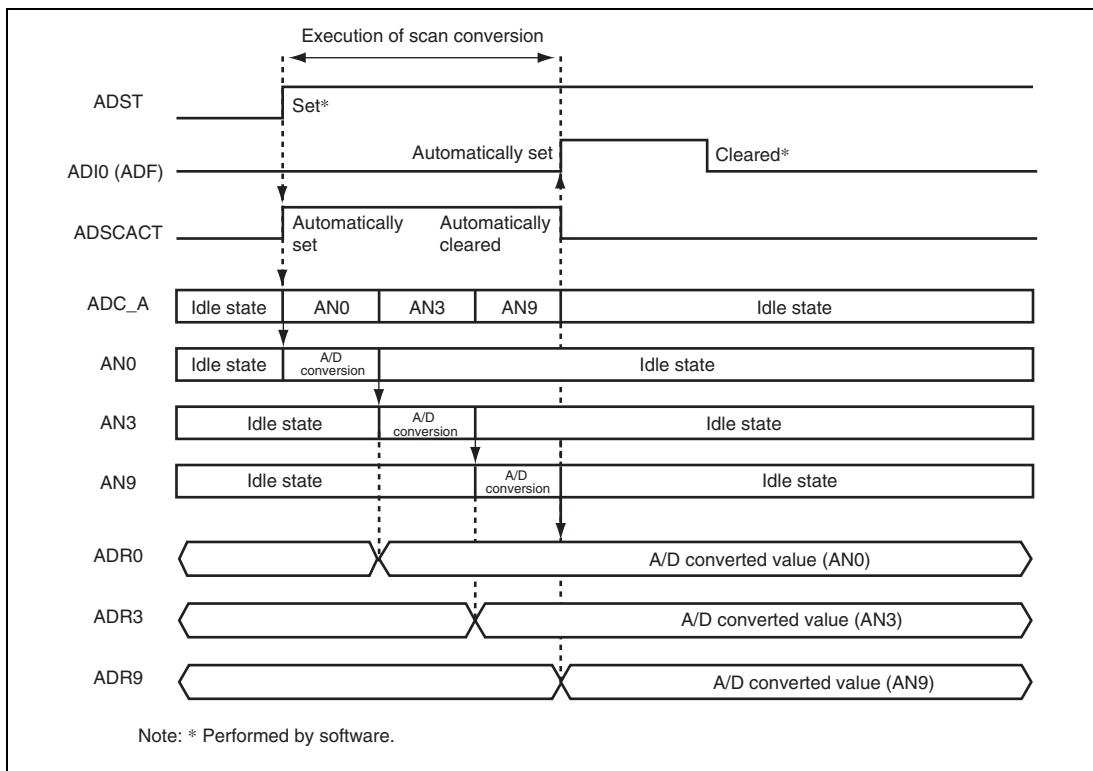 Execution of scan conversion
ADST
Set*
ADI0 (ADF)
Automatically set
Cleared*
ADSCACT
Automatically
set
Automatically
cleared
ADC_A
Idle state
AN0
AN3
AN9
Idle state
AN0
Idle state
A/D
conversion
Idle state
AN3
Idle state
A/D
conversion
Idle state
AN9
Idle state
A/D
conversion
Idle state
ADR0
A/D converted value (AN0)
ADR3
A/D converted value (AN3)
ADR9
A/D converted value (AN9)
Note: * Performed by software.